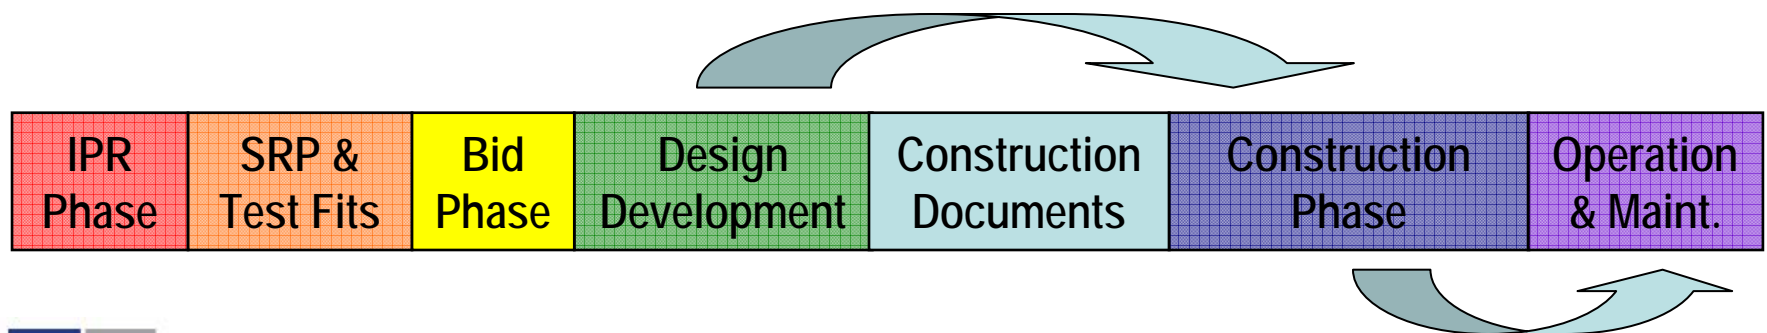 IPR
Phase
SRP &
Test Fits
Bid
Phase
Design
Development
Construction
Documents
Construction
Phase
Operation
& Maint.